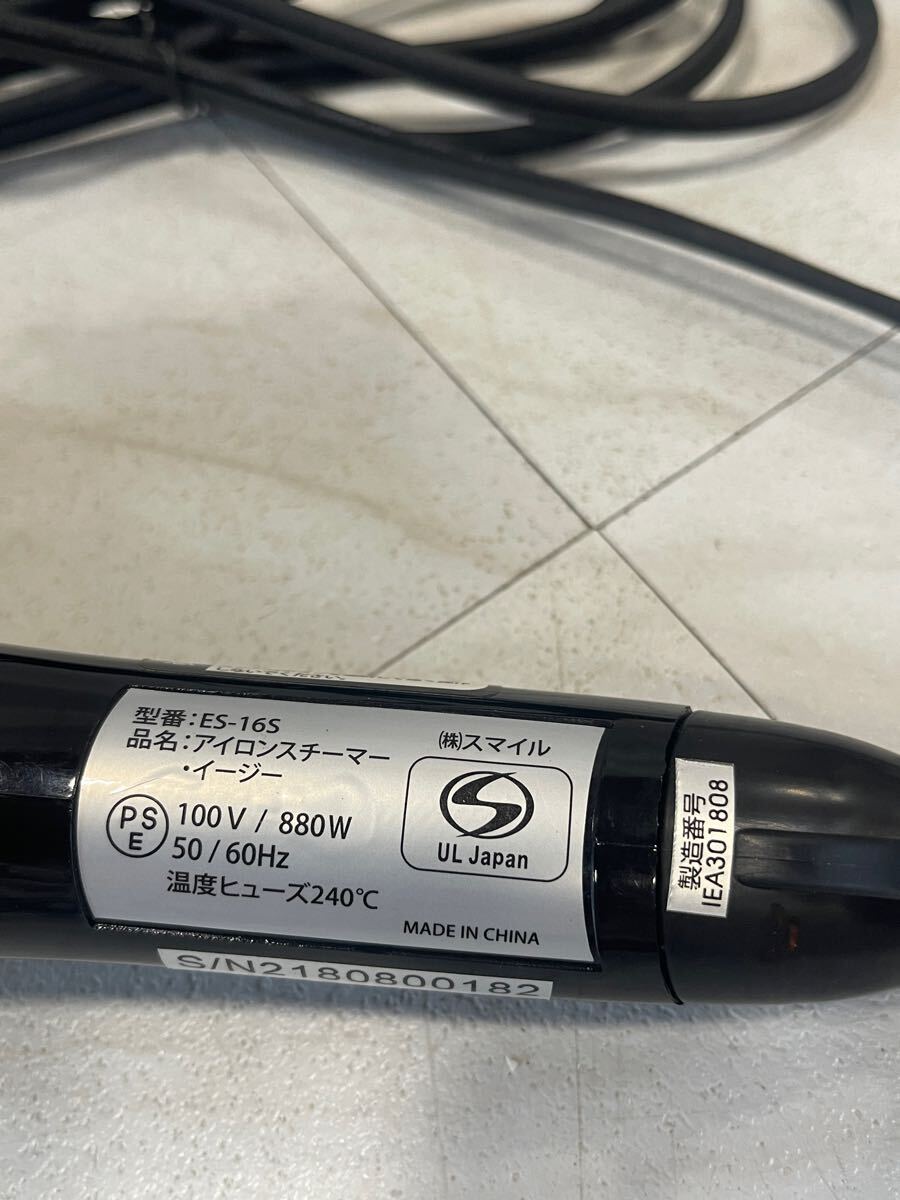 型番：ES-16S
品名：アイロンスチーマー
・イージー
PS
E
100V / 880W
50 / 60Hz
温度ヒューズ240℃
(株)スマイル
S
UL Japan
MADE IN CHINA
S/N2180800182
製造番号
IEA301808